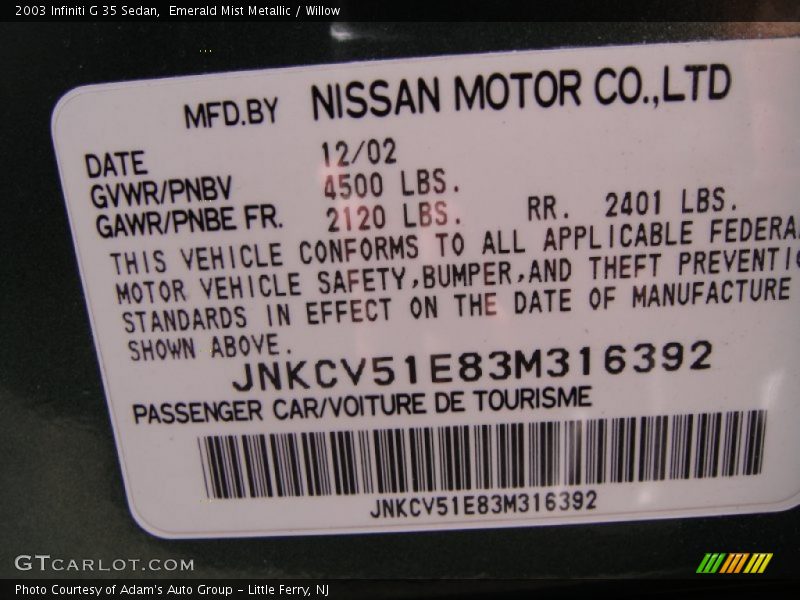 2003 Infiniti G 35 Sedan,  Emerald Mist Metallic / Willow
MFD.BY NISSAN MOTOR CO.,LTD
DATE 12/02
GVWR/PNBV 4500 LBS.
GAWR/PNBE FR. 2120 LBS. RR. 2401 LBS.
THIS VEHICLE CONFORMS TO ALL APPLICABLE FEDERA
MOTOR VEHICLE SAFETY,BUMPER,AND THEFT PREVENTIO
STANDARDS IN EFFECT ON THE DATE OF MANUFACTURE
SHOWN ABOVE.
JNKCV51E83M316392
PASSENGER CAR/VOITURE DE TOURISME
JNKCV51E83M316392
GTCARLOT.COM
Photo Courtesy of Adam's Auto Group - Little Ferry, NJ